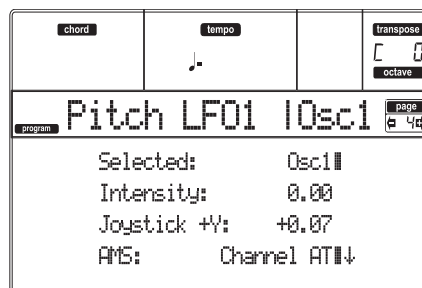 chord
tempo
transpose
C 0
octave
program
Pitch LFO1 |Osc1
page
4
Selected: Osc1
Intensity: 0.00
Joystick +Y: +0.07
AMS: Channel AT↓